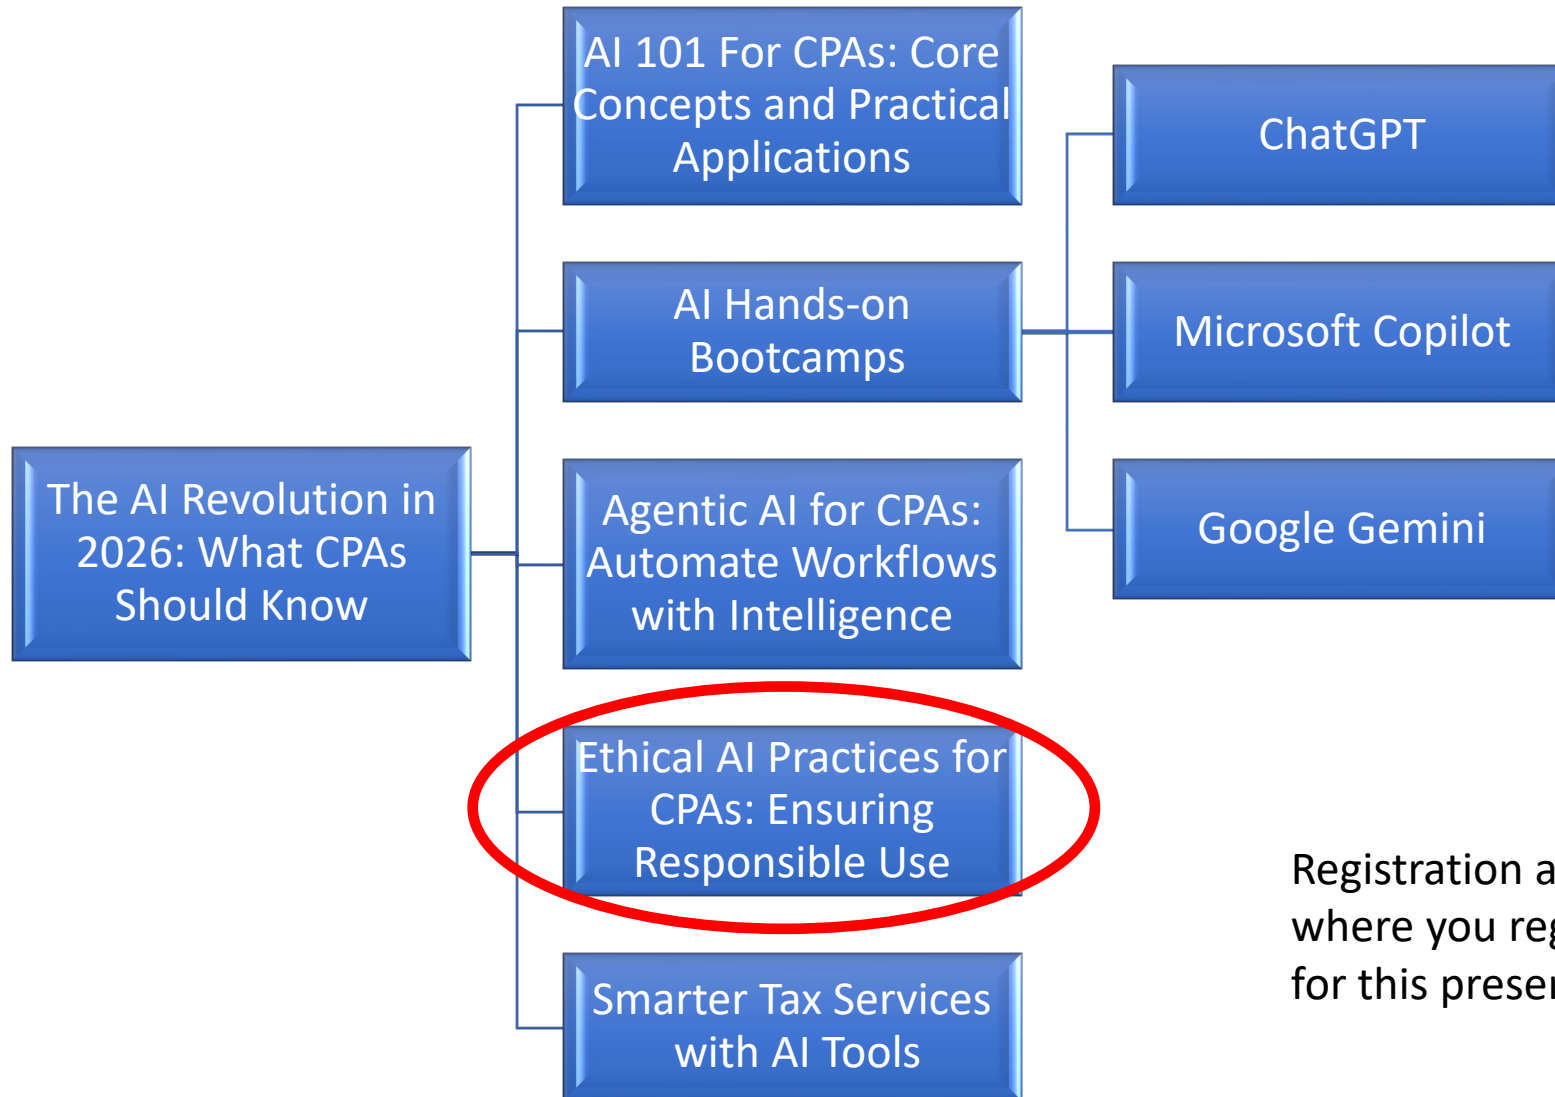 The AI Revolution in
2026: What CPAs
Should Know
AI 101 For CPAs: Core
Concepts and Practical
Applications
AI Hands-on
Bootcamps
ChatGPT
Microsoft Copilot
Google Gemini
Agentic AI for CPAs:
Automate Workflows
with Intelligence
Ethical AI Practices for
CPAs: Ensuring
Responsible Use
Smarter Tax Services
with AI Tools
Registration
where you
for this